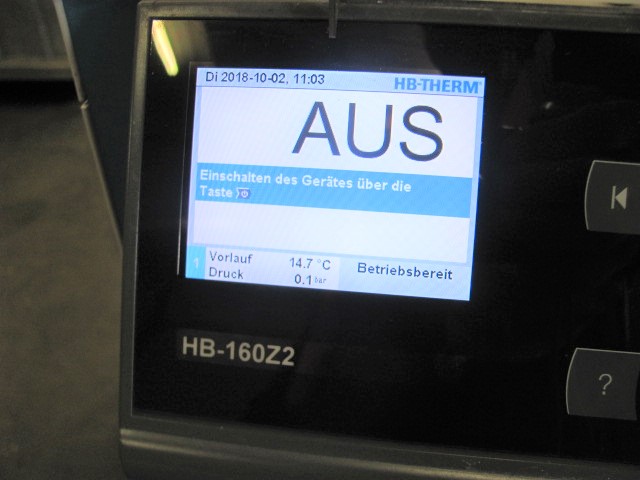 Di 2018-10-02, 11:03 HB-THERM
AUS
Einschalten des Gerätes über die
Taste
1 Vorlauf 14.7 °C Betriebsbereit
Druck 0.1 bar
HB-160Z2
?